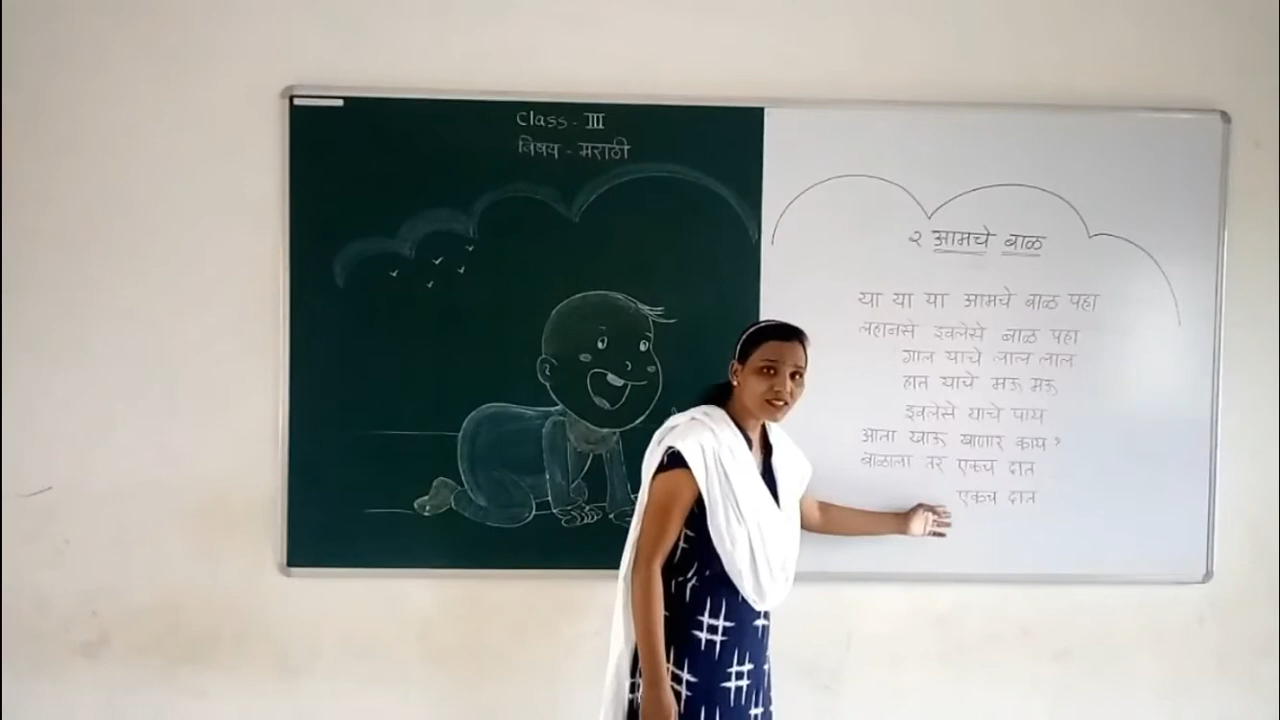 Class - III
विषय - मराठी
२ आमचे बाळ
या या या आमचे बाळ पहा
लहानसे इवलेसे बाळ पहा
गाल याचे लाल लाल
हात याचे मऊ मऊ
इवलेसे याचे पाय
आता खाऊ खाणार काय ?
बाळाला तर एकच दात
एकच दात